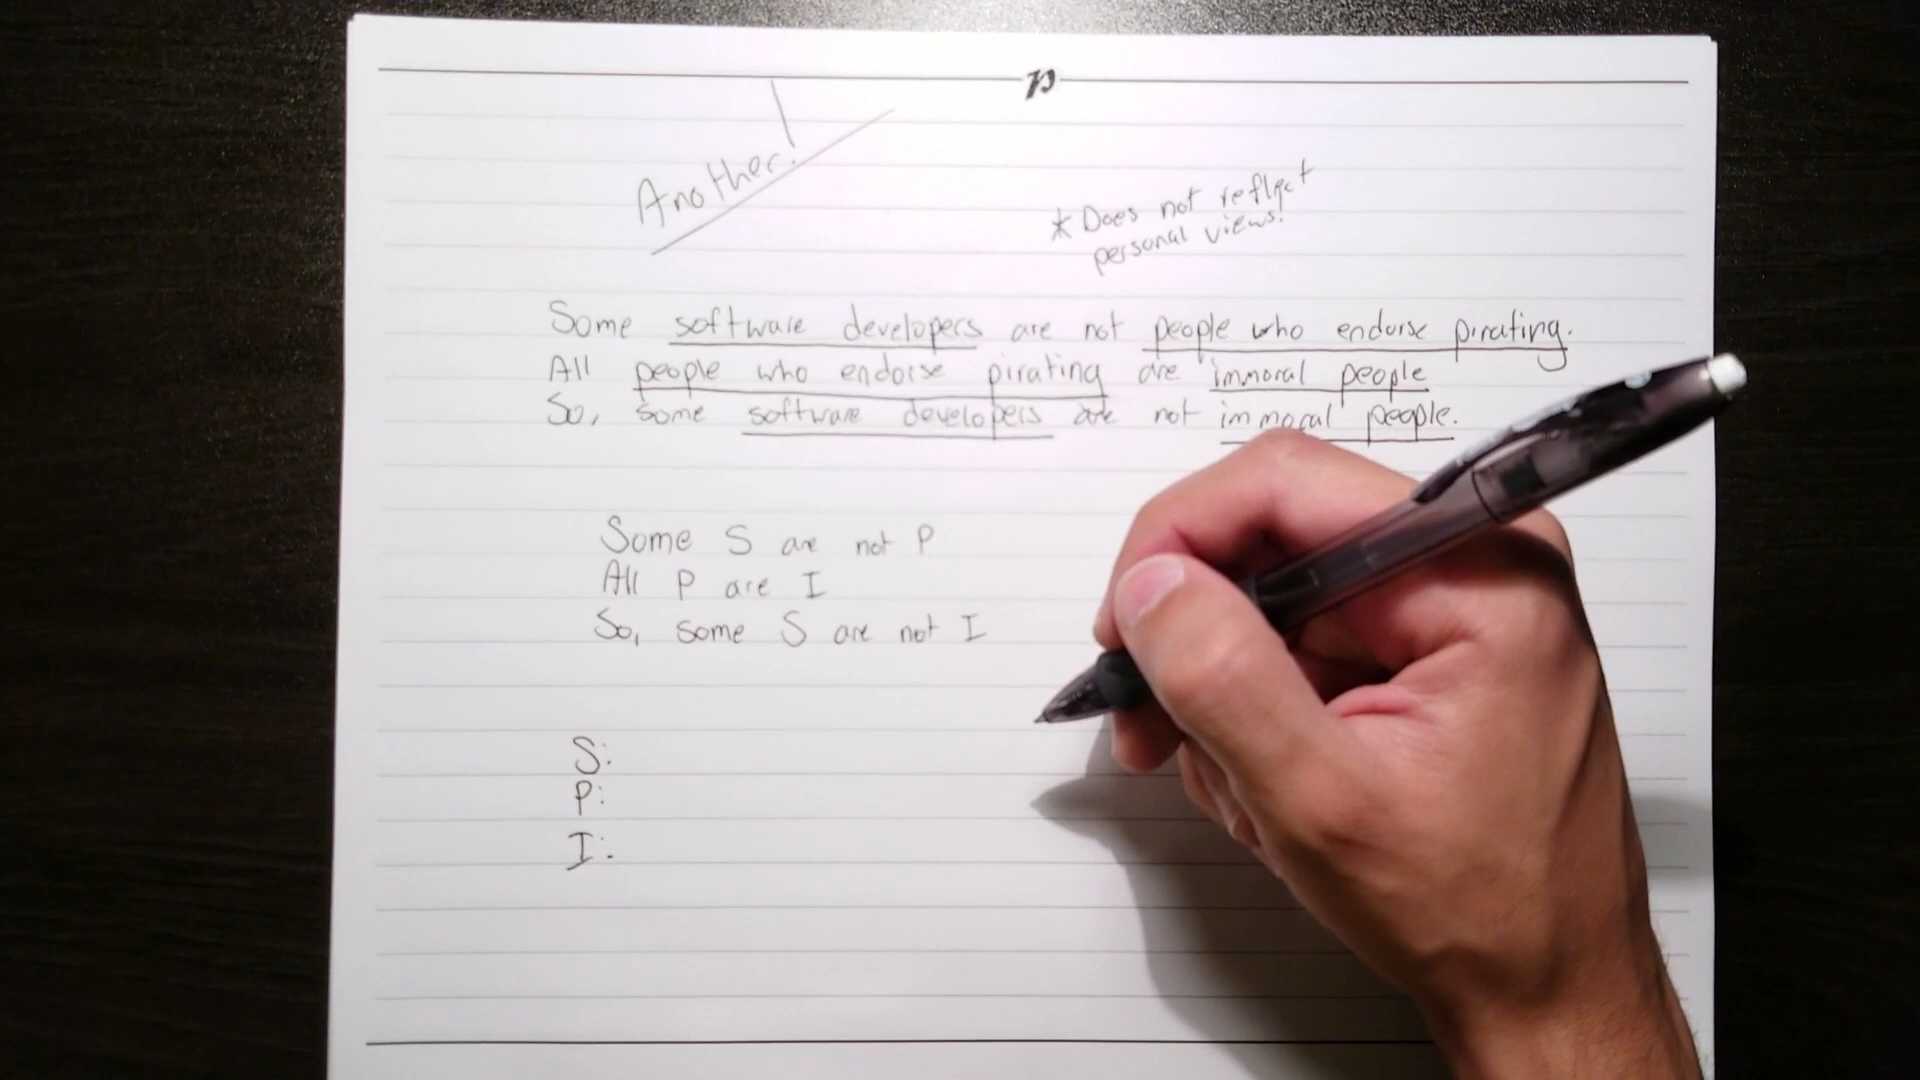 Another!
*Does not reflect
personal views.
Some software developers are not people who endorse pirating.
All people who endorse pirating are immoral people
So, some software developers are not immoral people.
Some S are not P
All P are I
So, some S are not I
S:
P:
I: